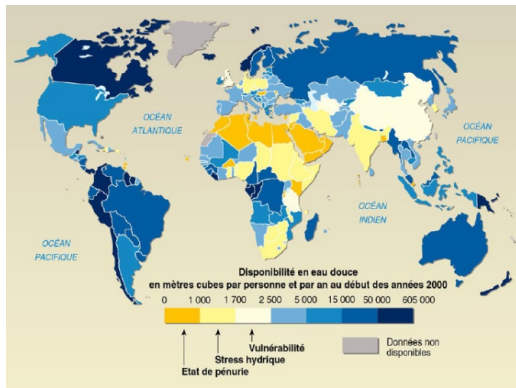 OCÉAN
ATLANTIQUE
OCÉAN
PACIFIQUE
OCÉAN
INDIEN
OCÉAN
PACIFIQUE
Disponibilité en eau douce
en mètres cubes par personne et par an au début des années 2000
0 1 000 1 700 2 500 5 000 15 000 50 000 605 000
Vulnérabilité
Stress hydrique
Etat de pénurie
Données non
disponibles